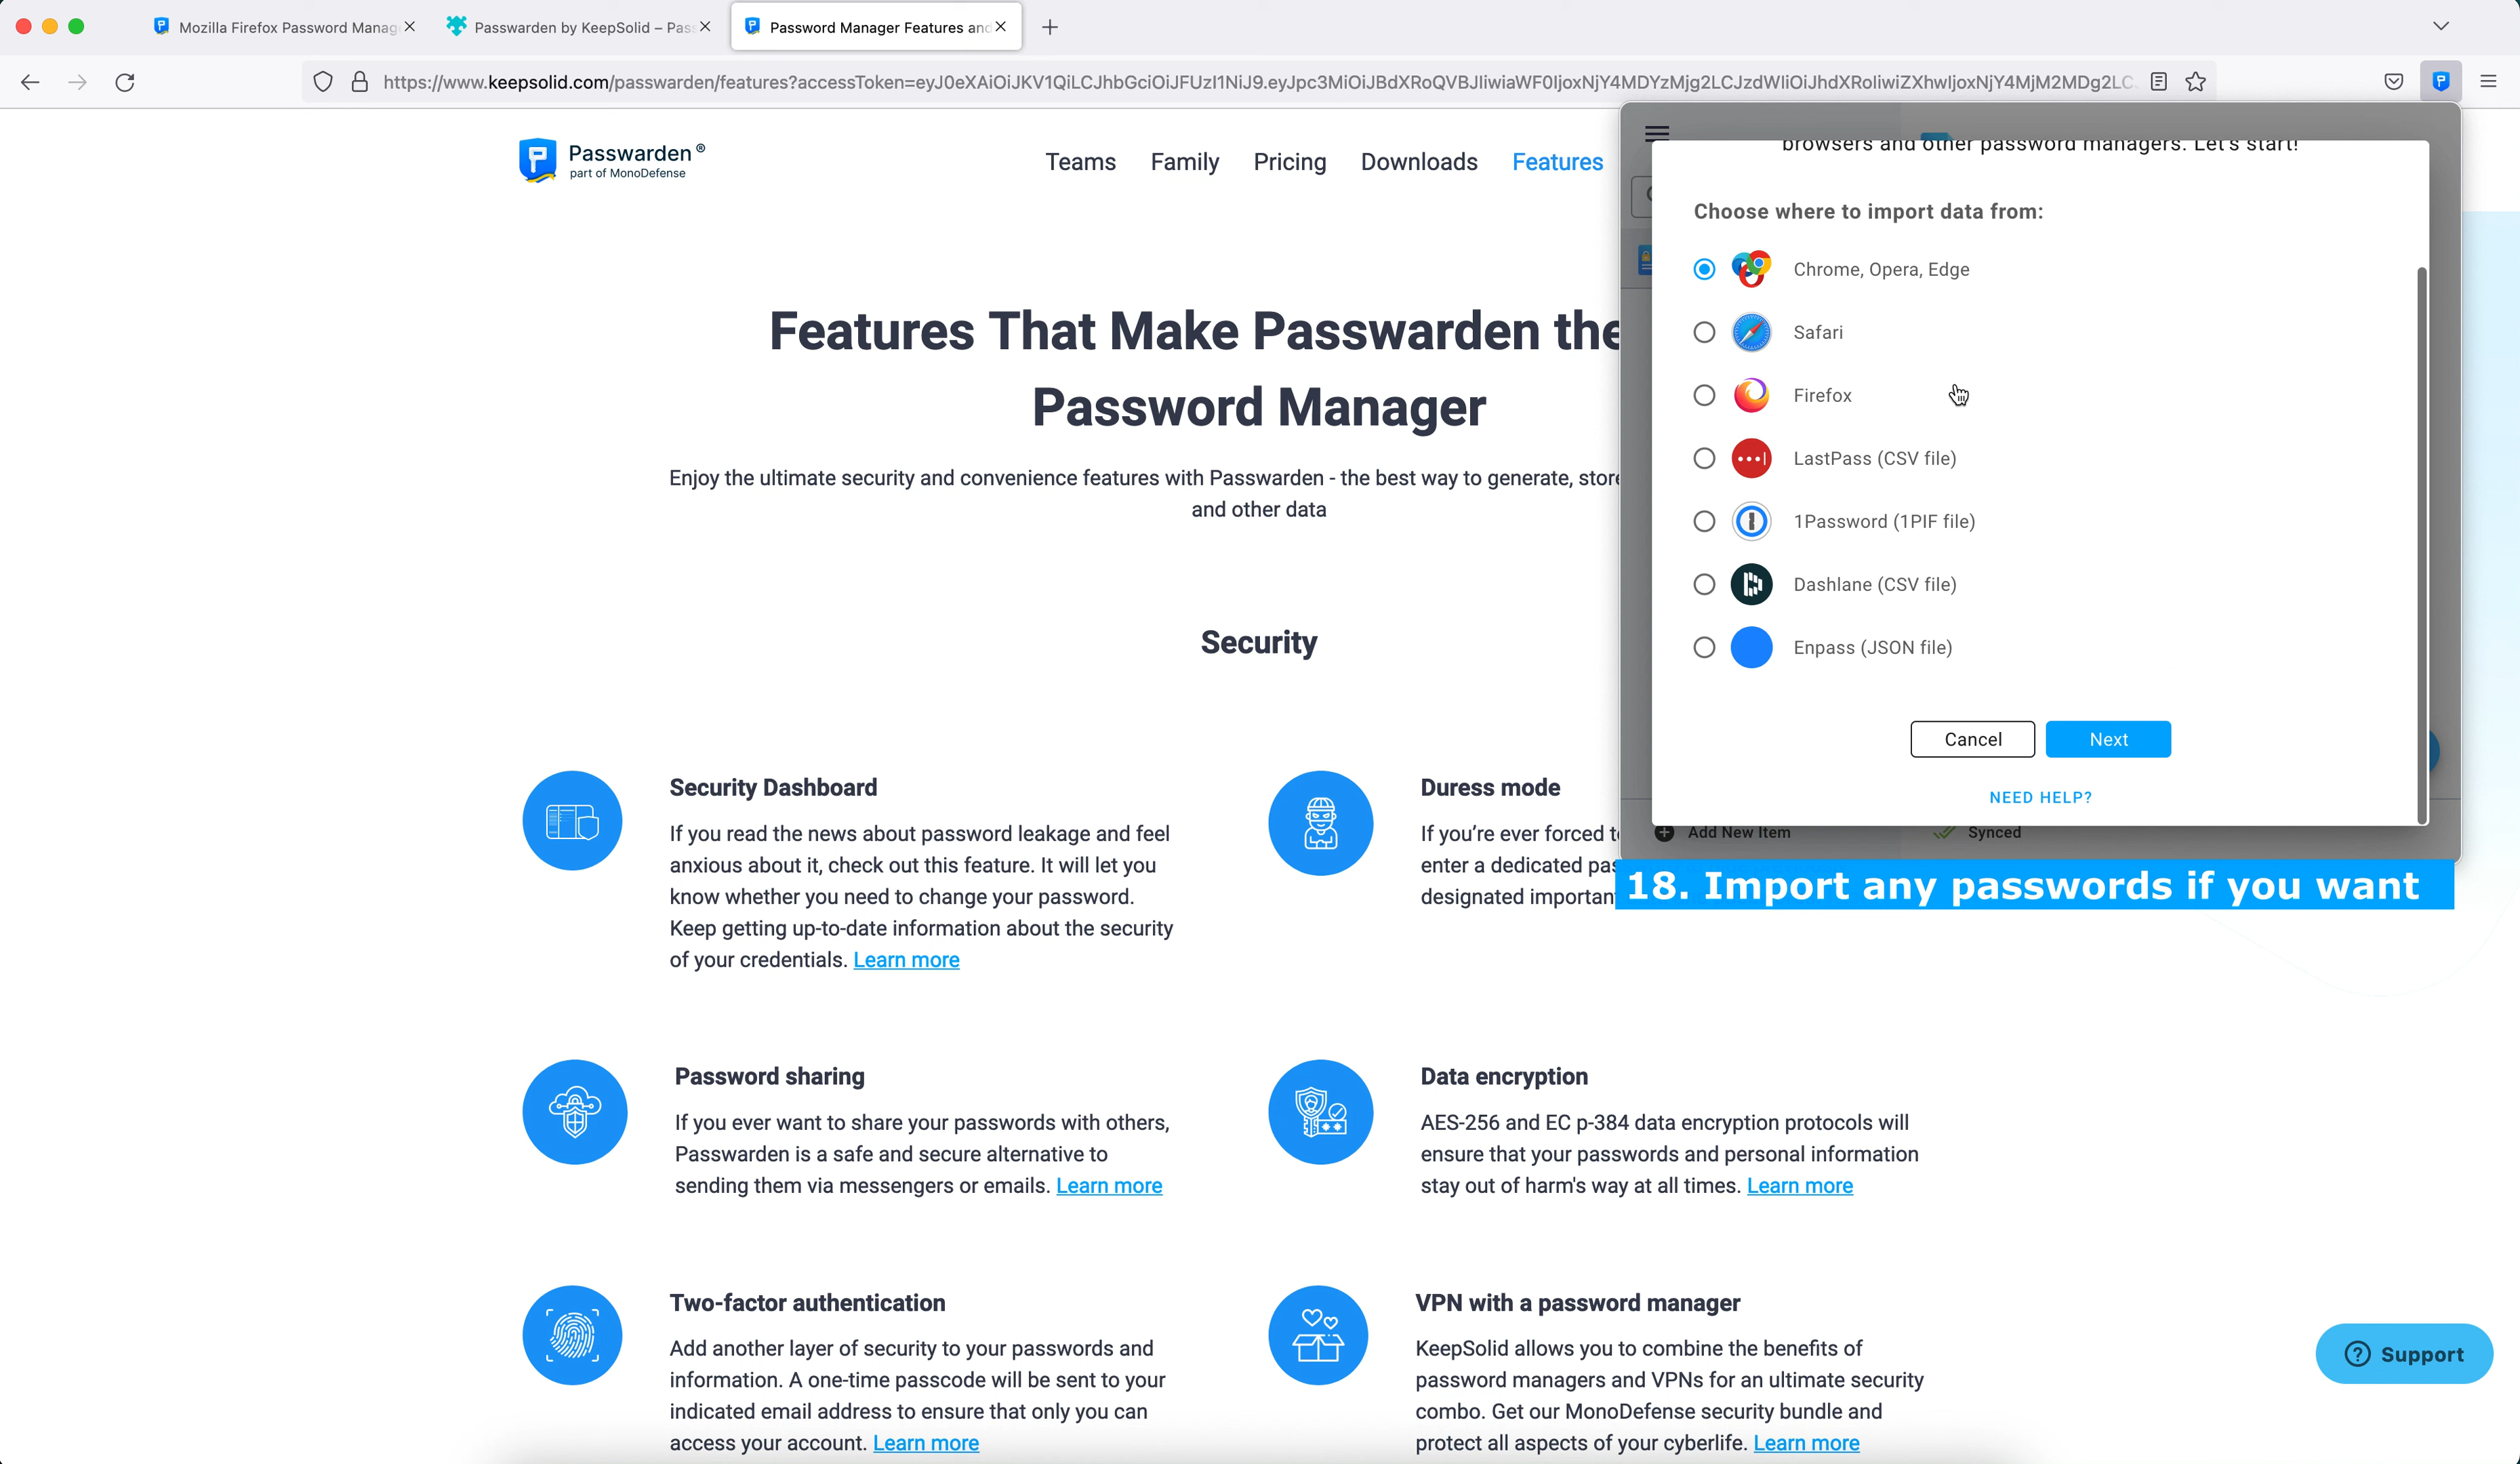 Mozilla Firefox Password Manag
Passwarden by KeepSolid – Pas
Password Manager Features and
https://www.keepsolid.com/passwarden/features?accessToken=eyJ0eXAiOiJKV1QiLCJhbGciOiJFUzI1NiJ9.eyJpc3MiOiJBdXRoQVBJIiwiaWF0IjoxNjY4MDYzMjg2LCJzdWIiOiJhdXRoIiwiZXhwIjoxNjY4MjM2MDg2LC
Passwarden ®
part of MonoDefense
Teams Family Pricing Downloads Features
Features That Make Passwarden the
Password Manager
Enjoy the ultimate security and convenience features with Passwarden - the best way to generate, store
and other data
Security
Security Dashboard
If you read the news about password leakage and feel
anxious about it, check out this feature. It will let you
know whether you need to change your password.
Keep getting up-to-date information about the security
of your credentials. Learn more
Duress mode
If you’re ever forced t
enter a dedicated pas
designated importan
Password sharing
If you ever want to share your passwords with others,
Passwarden is a safe and secure alternative to
sending them via messengers or emails. Learn more
Data encryption
AES-256 and EC p-384 data encryption protocols will
ensure that your passwords and personal information
stay out of harm's way at all times. Learn more
Two-factor authentication
Add another layer of security to your passwords and
information. A one-time passcode will be sent to your
indicated email address to ensure that only you can
access your account. Learn more
VPN with a password manager
KeepSolid allows you to combine the benefits of
password managers and VPNs for an ultimate security
combo. Get our MonoDefense security bundle and
protect all aspects of your cyberlife. Learn more
browsers and other password managers. Let's start!
Choose where to import data from:
Chrome, Opera, Edge
Safari
Firefox
LastPass (CSV file)
1Password (1PIF file)
Dashlane (CSV file)
Enpass (JSON file)
Cancel
Next
NEED HELP?
Add New Item
Synced
18. Import any passwords if you want
Support